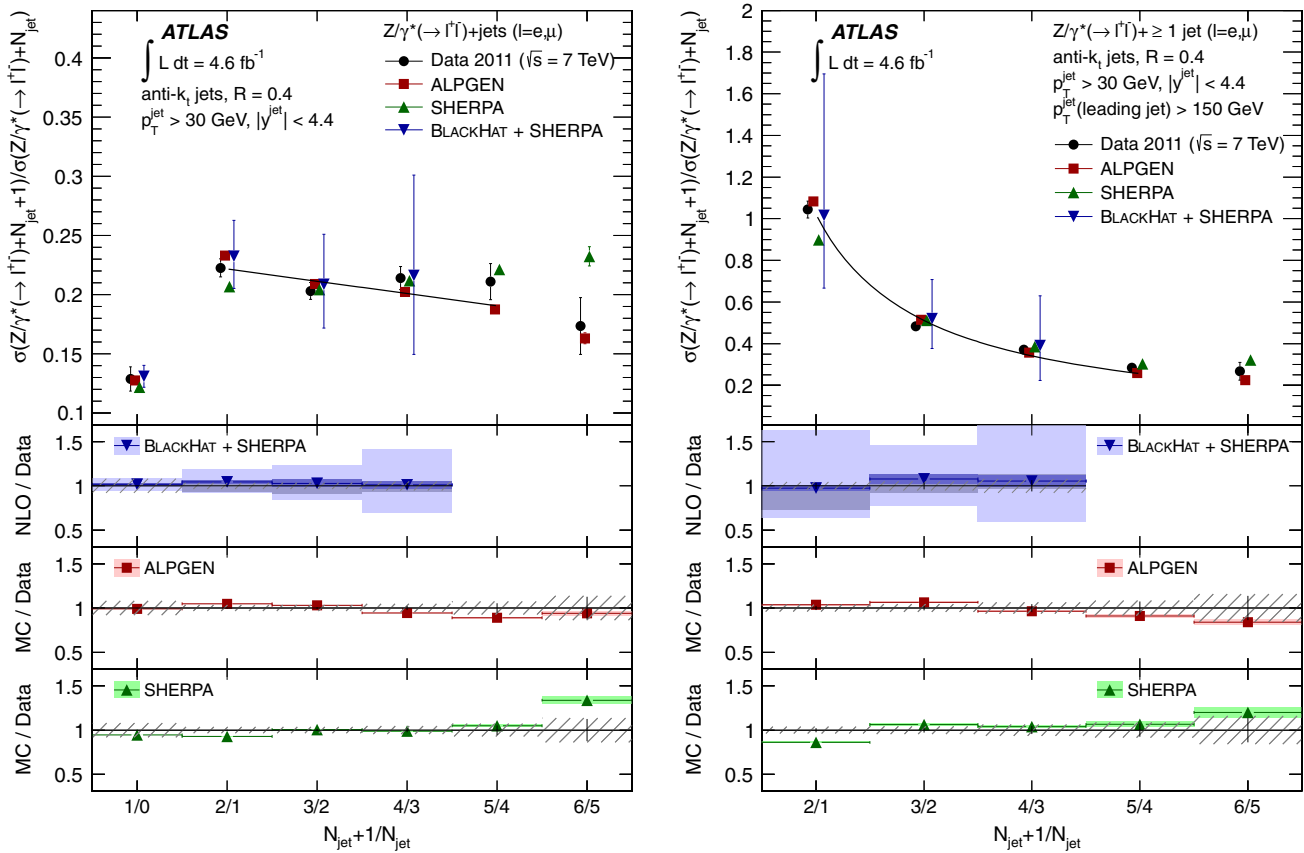 σ(Z/γ*(→ l⁺l⁻)+N_jet+1)/σ(Z/γ*(→ l⁺l⁻)+N_jet)
ATLAS
∫ L dt = 4.6 fb⁻¹
anti-k_t jets, R = 0.4
p_T^jet > 30 GeV, |y^jet| < 4.4
Z/γ*(→ l⁺l⁻)+jets (l=e,μ)
Data 2011 (√s = 7 TeV)
ALPGEN
SHERPA
BLACKHAT + SHERPA
0.4
0.3
0.25
0.2
0.15
0.1
NLO / Data
1.5
1
0.5
BLACKHAT + SHERPA
MC / Data
1.5
1
0.5
ALPGEN
MC / Data
1.5
1
0.5
SHERPA
1/0 2/1 3/2 4/3 5/4 6/5
N_jet+1/N_jet
σ(Z/γ*(→ l⁺l⁻)+N_jet+1)/σ(Z/γ*(→ l⁺l⁻)+N_jet)
ATLAS
∫ L dt = 4.6 fb⁻¹
Z/γ*(→ l⁺l⁻)+ ≥ 1 jet (l=e,μ)
anti-k_t jets, R = 0.4
p_T^jet > 30 GeV, |y^jet| < 4.4
p_T^jet (leading jet) > 150 GeV
Data 2011 (√s = 7 TeV)
ALPGEN
SHERPA
BLACKHAT + SHERPA
2
1.8
1.6
1.4
1.2
1
0.8
0.6
0.4
0.2
NLO / Data
1.5
1
0.5
BLACKHAT + SHERPA
MC / Data
1.5
1
0.5
ALPGEN
MC / Data
1.5
1
0.5
SHERPA
2/1 3/2 4/3 5/4 6/5
N_jet+1/N_jet